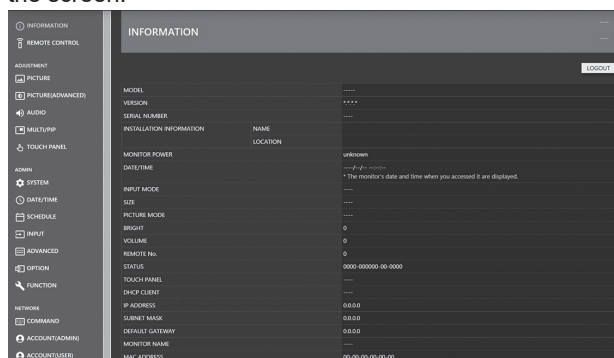 the screen.
INFORMATION
REMOTE CONTROL
ADJUSTMENT
PICTURE
PICTURE(ADVANCED)
AUDIO
MULTI/PIP
TOUCH PANEL
ADMIN
SYSTEM
DATE/TIME
SCHEDULE
INPUT
ADVANCED
OPTION
FUNCTION
NETWORK
COMMAND
ACCOUNT(ADMIN)
ACCOUNT(USER)
INFORMATION
----
----
LOGOUT
MODEL -----
VERSION *.*.*.*
SERIAL NUMBER ----
INSTALLATION INFORMATION NAME
LOCATION
MONITOR POWER unknown
DATE/TIME ----/--/-- --:--:--
* The monitor's date and time when you accessed it are displayed.
INPUT MODE ----
SIZE ----
PICTURE MODE ----
BRIGHT 0
VOLUME 0
REMOTE No. 0
STATUS 0000-000000-00-0000
TOUCH PANEL ----
DHCP CLIENT ----
IP ADDRESS 0.0.0.0
SUBNET MASK 0.0.0.0
DEFAULT GATEWAY 0.0.0.0
MONITOR NAME ----
MAC ADDRESS 00-00-00-00-00-00